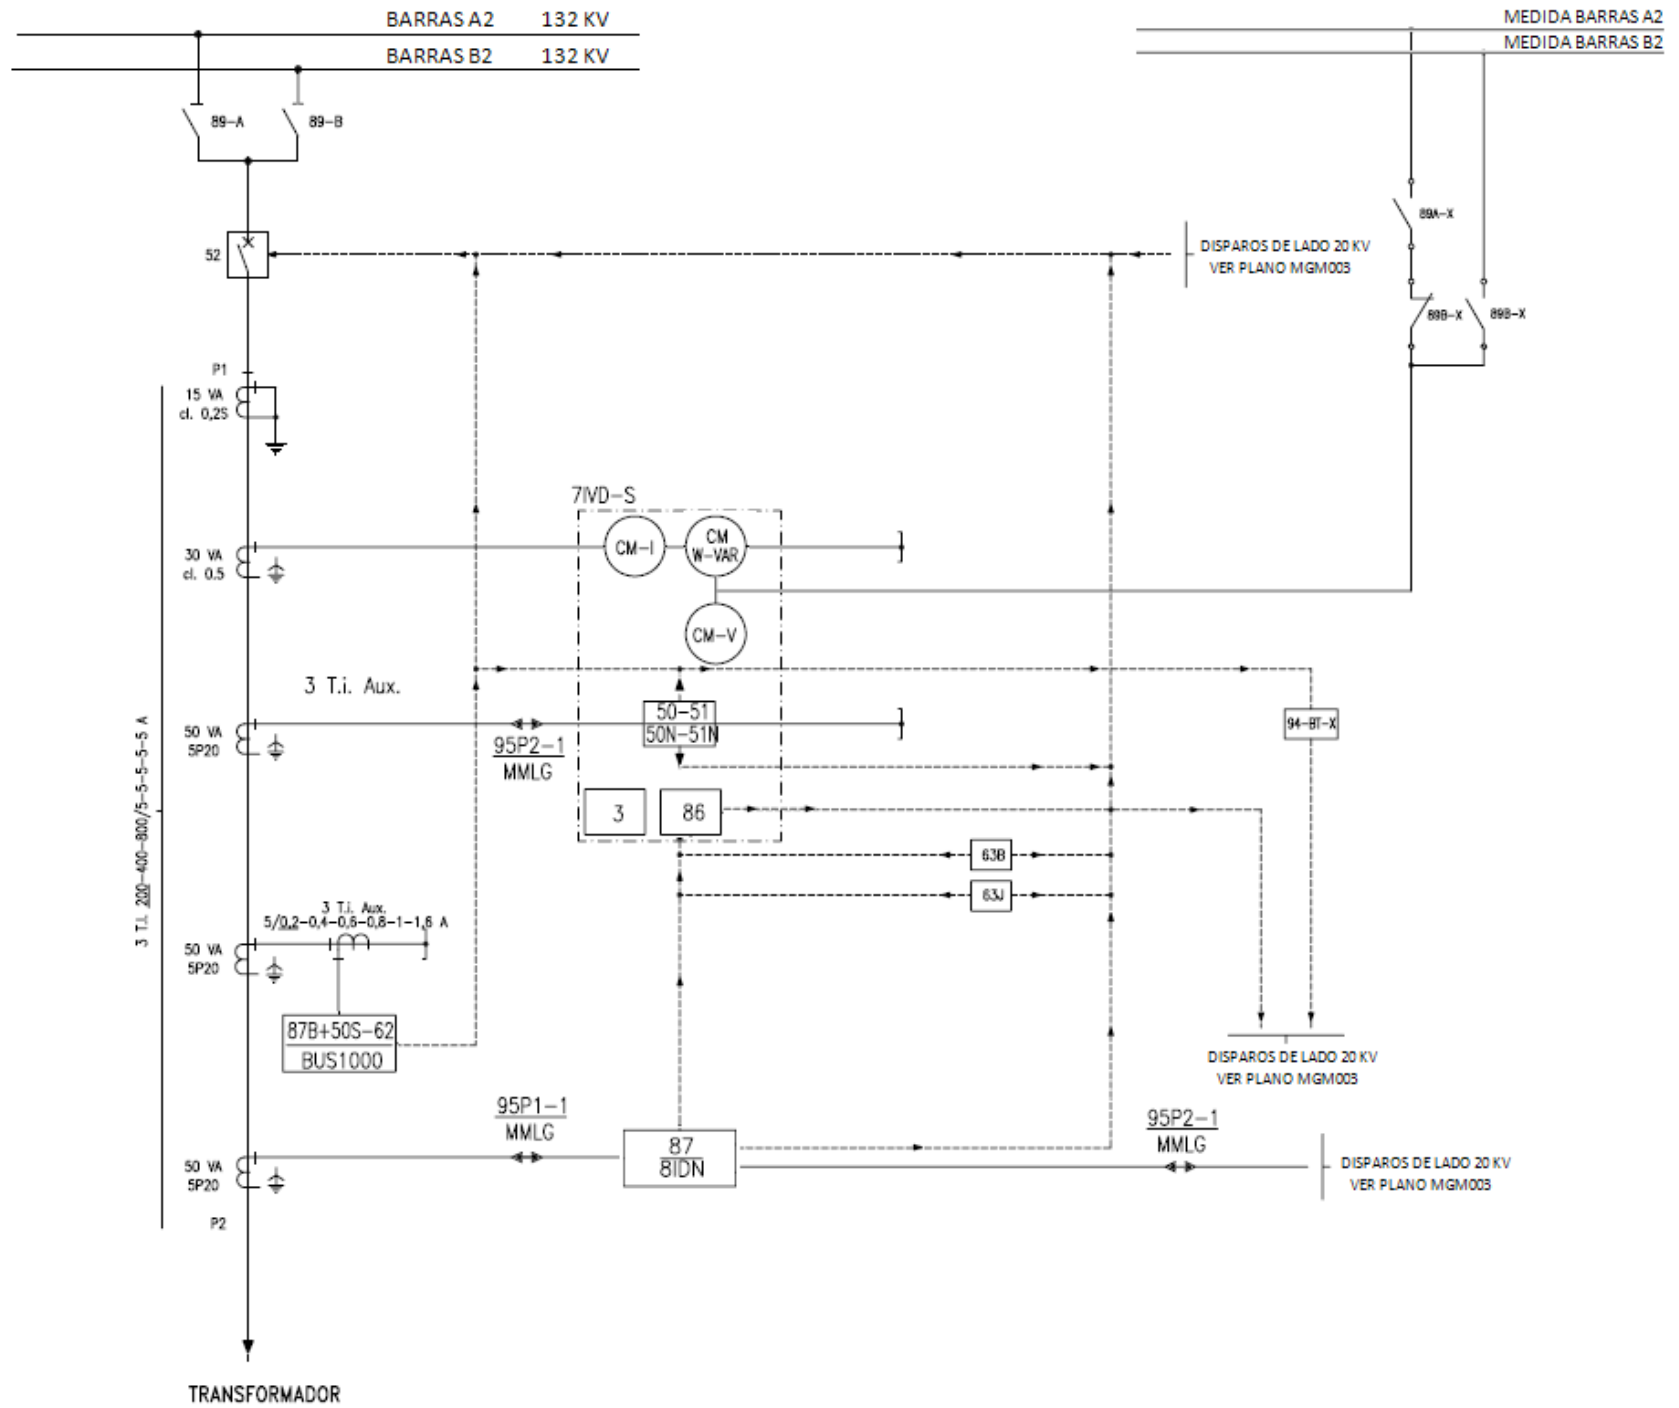 BARRAS A2 132 KV
BARRAS B2 132 KV
MEDIDA BARRAS A2
MEDIDA BARRAS B2
89-A
89-B
89A-X
52
DISPAROS DE LADO 20 KV
VER PLANO MGM003
89B-X
89B-X
P1
15 VA
cl. 0,2S
7IVD-S
CM-I
CM
W-VAR
30 VA
cl. 0.5
CM-V
3 T.i. Aux.
50-51
50N-51N
94-BT-X
50 VA
5P20
95P2-1
MMLG
3 T.I. 200-400-800/5-5-5-5-5 A
3
86
63B
63J
3 T.i. Aux.
5/0,2-0,4-0,6-0,8-1-1,6 A
50 VA
5P20
87B+50S-62
BUS1000
DISPAROS DE LADO 20 KV
VER PLANO MGM003
95P1-1
MMLG
87
8IDN
95P2-1
MMLG
50 VA
5P20
DISPAROS DE LADO 20 KV
VER PLANO MGM003
P2
TRANSFORMADOR